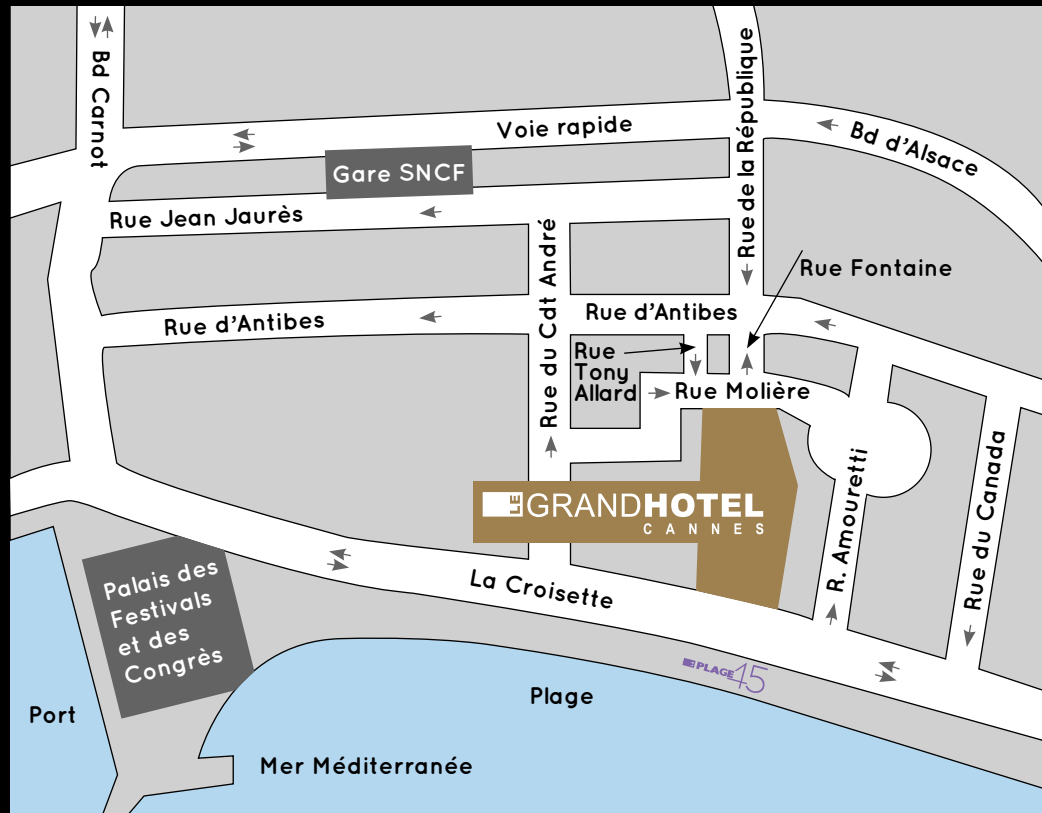 Bd Carnot
Voie rapide
Rue de la République
Bd d'Alsace
Gare SNCF
Rue Jean Jaurès
Rue du Cdt André
Rue Fontaine
Rue d'Antibes
Rue d'Antibes
Rue
Tony
Allard
Rue Molière
R. Amouretti
Rue du Canada
LE GRANDHOTEL
CANNES
La Croisette
Palais des
Festivals
et des
Congrès
LE PLAGE45
Plage
Port
Mer Méditerranée